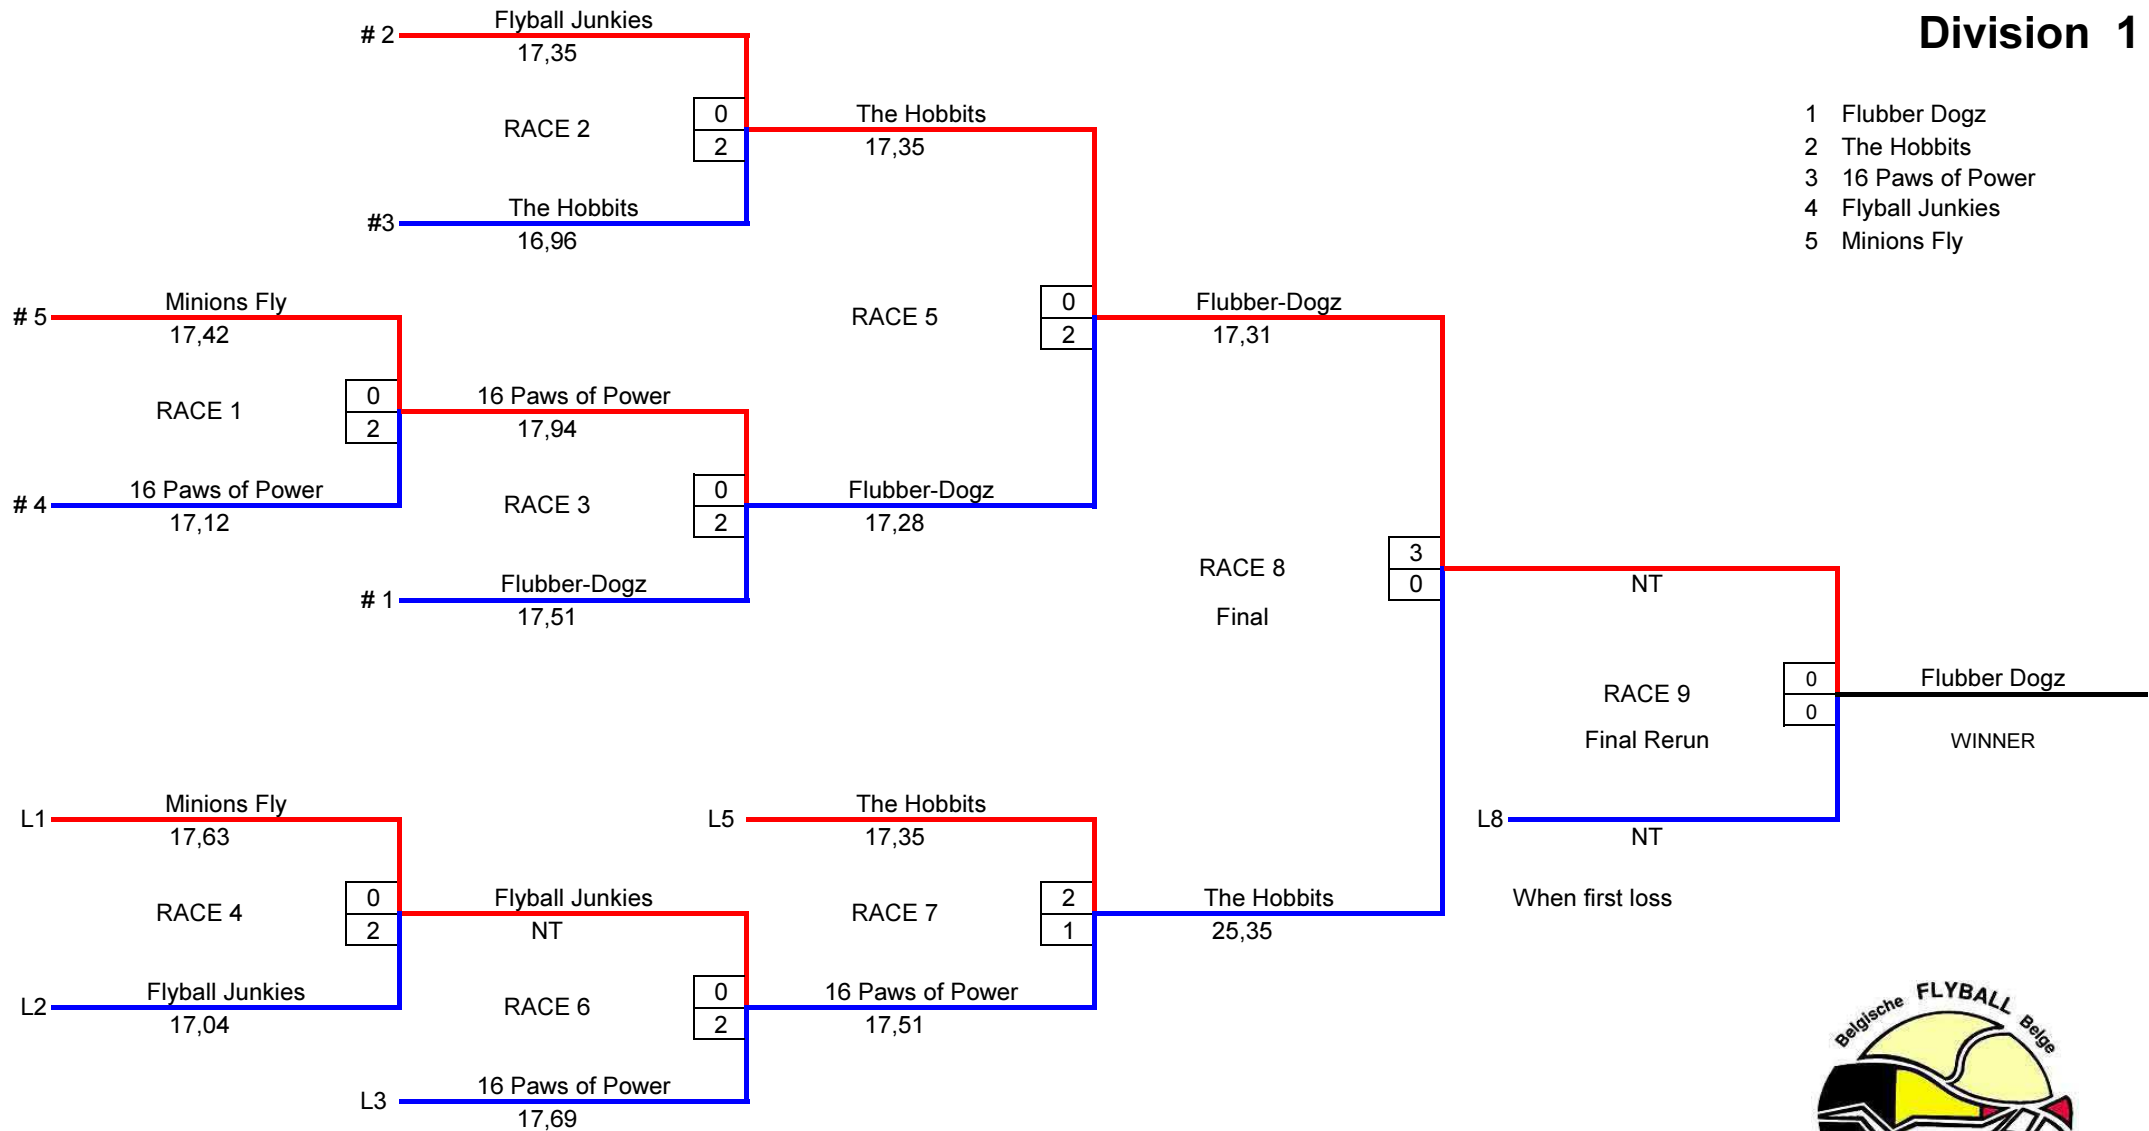 Division 1
1 Flubber Dogz
2 The Hobbits
3 16 Paws of Power
4 Flyball Junkies
5 Minions Fly
# 2 Flyball Junkies
17,35
RACE 2
0
2
#3 The Hobbits
16,96
The Hobbits
17,35
# 5 Minions Fly
17,42
RACE 1
0
2
# 4 16 Paws of Power
17,12
16 Paws of Power
17,94
RACE 3
0
2
# 1 Flubber-Dogz
17,51
RACE 5
0
2
Flubber-Dogz
17,28
Flubber-Dogz
17,31
RACE 8
Final
3
0
NT
RACE 9
Final Rerun
0
0
Flubber Dogz
WINNER
L8
NT
When first loss
L1 Minions Fly
17,63
RACE 4
0
2
L2 Flyball Junkies
17,04
Flyball Junkies
NT
RACE 6
0
2
L3 16 Paws of Power
17,69
L5 The Hobbits
17,35
RACE 7
2
1
16 Paws of Power
17,51
The Hobbits
25,35
Belgische FLYBALL Belge